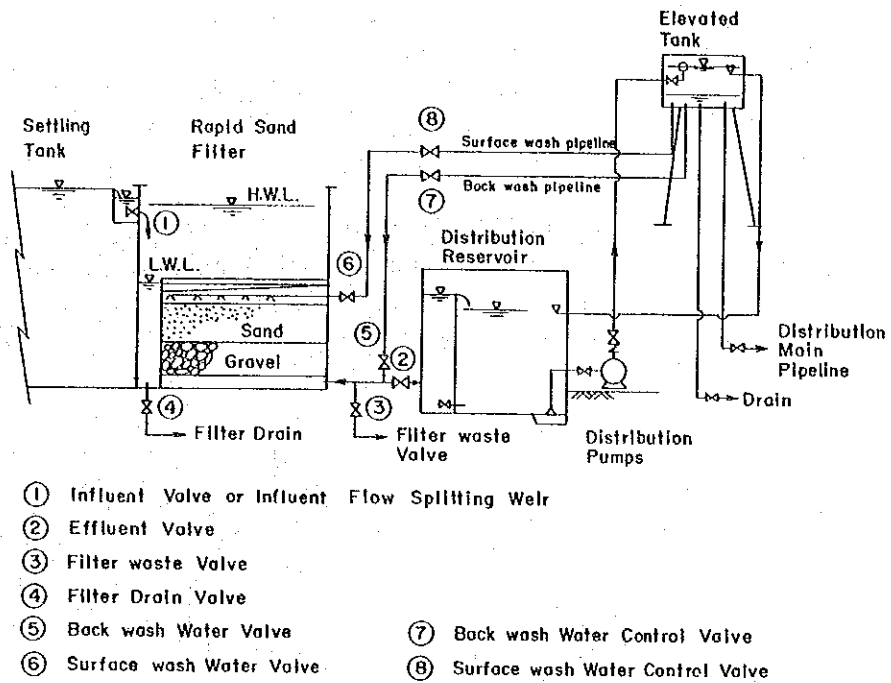 Elevated
Tank
Settling
Tank
Rapid Sand
Filter
⑧
Surface wash pipeline
Back wash pipeline
⑦
H.W.L.
①
L.W.L.
⑥
Distribution
Reservoir
Sand
Gravel
⑤
②
④
③
Filter Drain
Filter waste
Valve
Distribution
Pumps
Distribution
Main
Pipeline
Drain
① Influent Valve or Influent Flow Splitting Weir
② Effluent Valve
③ Filter waste Valve
④ Filter Drain Valve
⑤ Back wash Water Valve
⑥ Surface wash Water Valve
⑦ Back wash Water Control Valve
⑧ Surface wash Water Control Valve